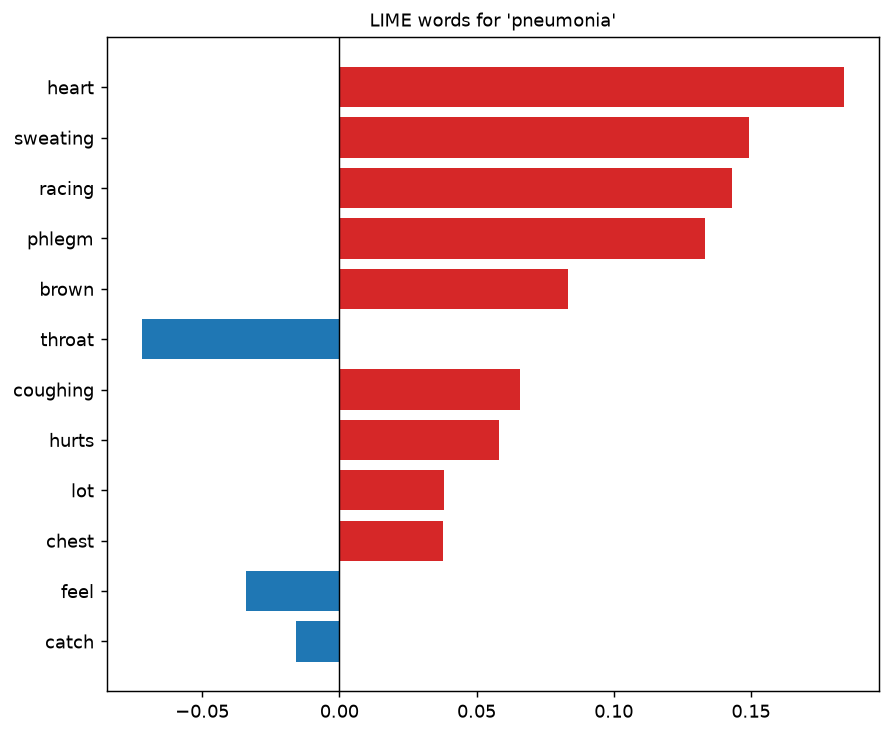 LIME words for 'pneumonia'
heart
sweating
racing
phlegm
brown
throat
coughing
hurts
lot
chest
feel
catch
−0.05 0.00 0.05 0.10 0.15